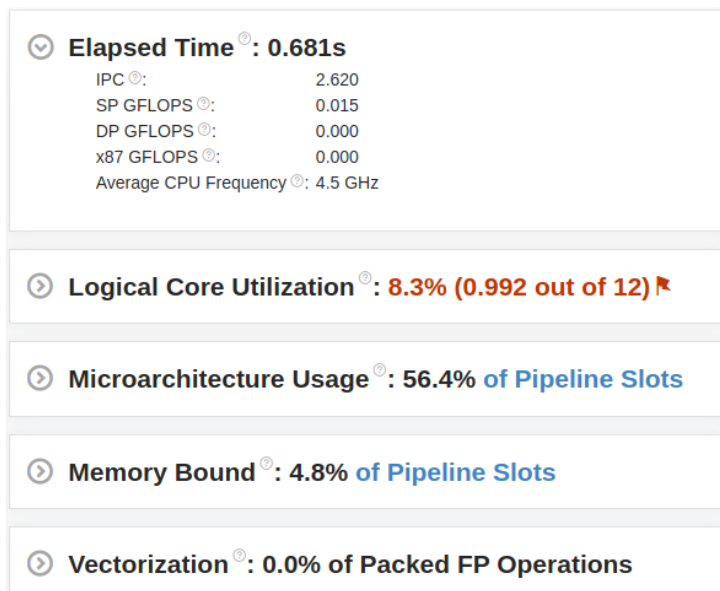 Elapsed Time ?: 0.681s
IPC ?: 2.620
SP GFLOPS ?: 0.015
DP GFLOPS ?: 0.000
x87 GFLOPS ?: 0.000
Average CPU Frequency ?: 4.5 GHz
Logical Core Utilization ?: 8.3% (0.992 out of 12)
Microarchitecture Usage ?: 56.4% of Pipeline Slots
Memory Bound ?: 4.8% of Pipeline Slots
Vectorization ?: 0.0% of Packed FP Operations